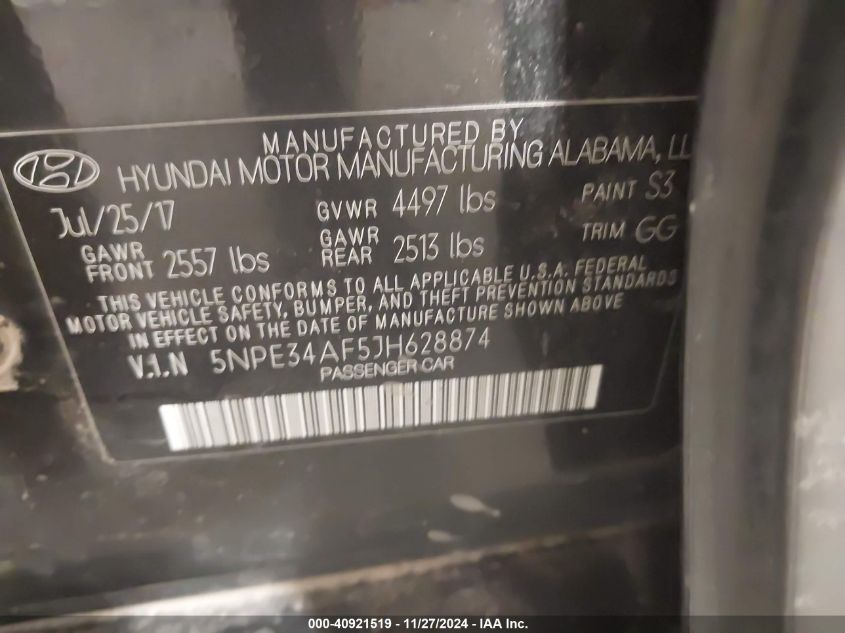 MANUFACTURED BY
HYUNDAI MOTOR MANUFACTURING ALABAMA, LL
Jul/25/17 GVWR 4497 lbs PAINT S3
GAWR FRONT 2557 lbs GAWR REAR 2513 lbs TRIM GG
THIS VEHICLE CONFORMS TO ALL APPLICABLE U.S.A. FEDERAL
MOTOR VEHICLE SAFETY, BUMPER, AND THEFT PREVENTION STANDARDS
IN EFFECT ON THE DATE OF MANUFACTURE SHOWN ABOVE
V.I.N 5NPE34AF5JH628874
PASSENGER CAR
000-40921519 - 11/27/2024 - IAA Inc.